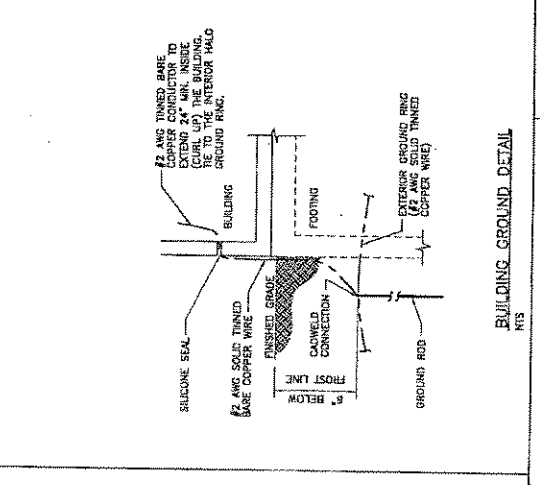 #2 AWG TINNED BARE
COPPER CONDUCTOR TO
EXTEND 24" MIN. INSIDE
(CURL UP) THE BUILDING.
TIE TO THE INTERIOR HALO
GROUND RING.
SILICONE SEAL
BUILDING
#2 AWG SOLID TINNED
BARE COPPER WIRE
FINISHED GRADE
FOOTING
CADWELD
CONNECTION
6" BELOW
FROST LINE
EXTERIOR GROUND RING
(#2 AWG SOLID TINNED
COPPER WIRE)
GROUND ROD
BUILDING GROUND DETAIL
NTS